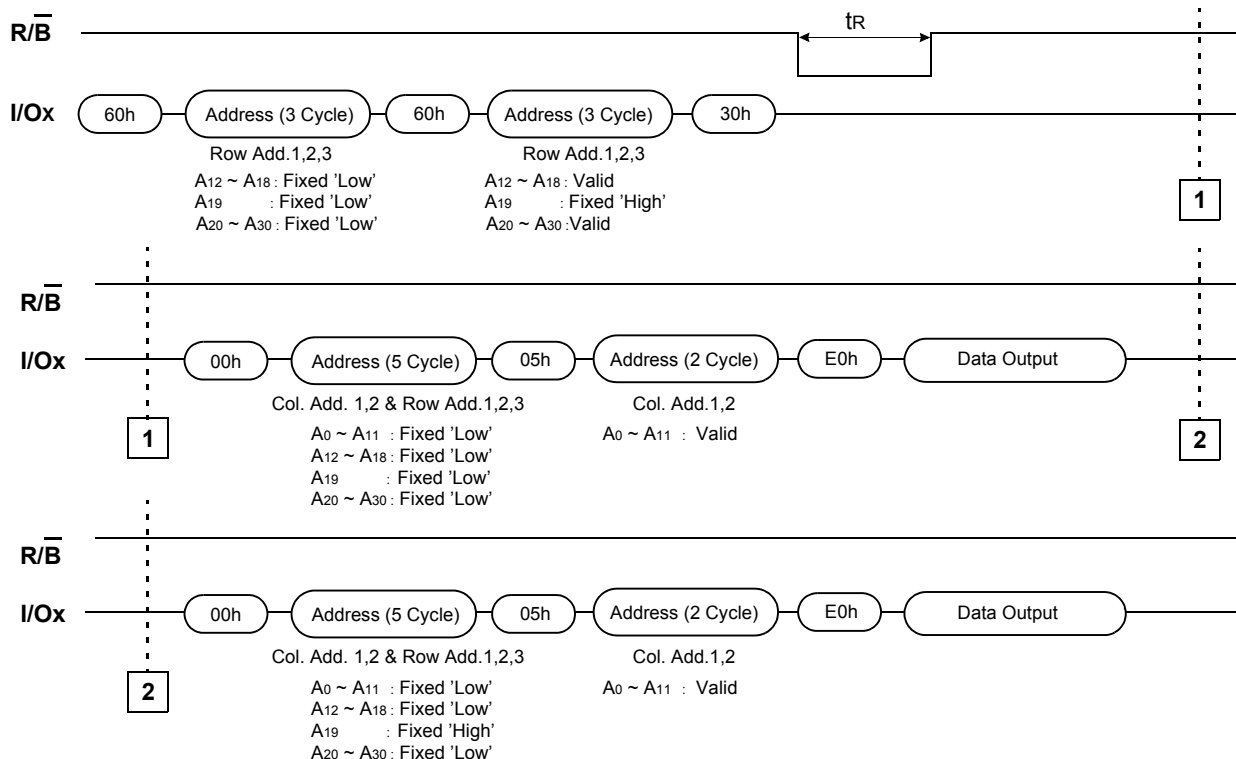 R/B tR
I/Ox 60h Address (3 Cycle) 60h Address (3 Cycle) 30h
Row Add.1,2,3 Row Add.1,2,3
A12 ~ A18 : Fixed 'Low' A12 ~ A18 : Valid
A19 : Fixed 'Low' A19 : Fixed 'High'
A20 ~ A30 : Fixed 'Low' A20 ~ A30 :Valid
1
R/B
I/Ox 00h Address (5 Cycle) 05h Address (2 Cycle) E0h Data Output
Col. Add. 1,2 & Row Add.1,2,3 Col. Add.1,2
A0 ~ A11 : Fixed 'Low' A0 ~ A11 : Valid
1 2
A12 ~ A18 : Fixed 'Low'
A19 : Fixed 'Low'
A20 ~ A30 : Fixed 'Low'
R/B
I/Ox 00h Address (5 Cycle) 05h Address (2 Cycle) E0h Data Output
Col. Add. 1,2 & Row Add.1,2,3 Col. Add.1,2
A0 ~ A11 : Fixed 'Low' A0 ~ A11 : Valid
2
A12 ~ A18 : Fixed 'Low'
A19 : Fixed 'High'
A20 ~ A30 : Fixed 'Low'